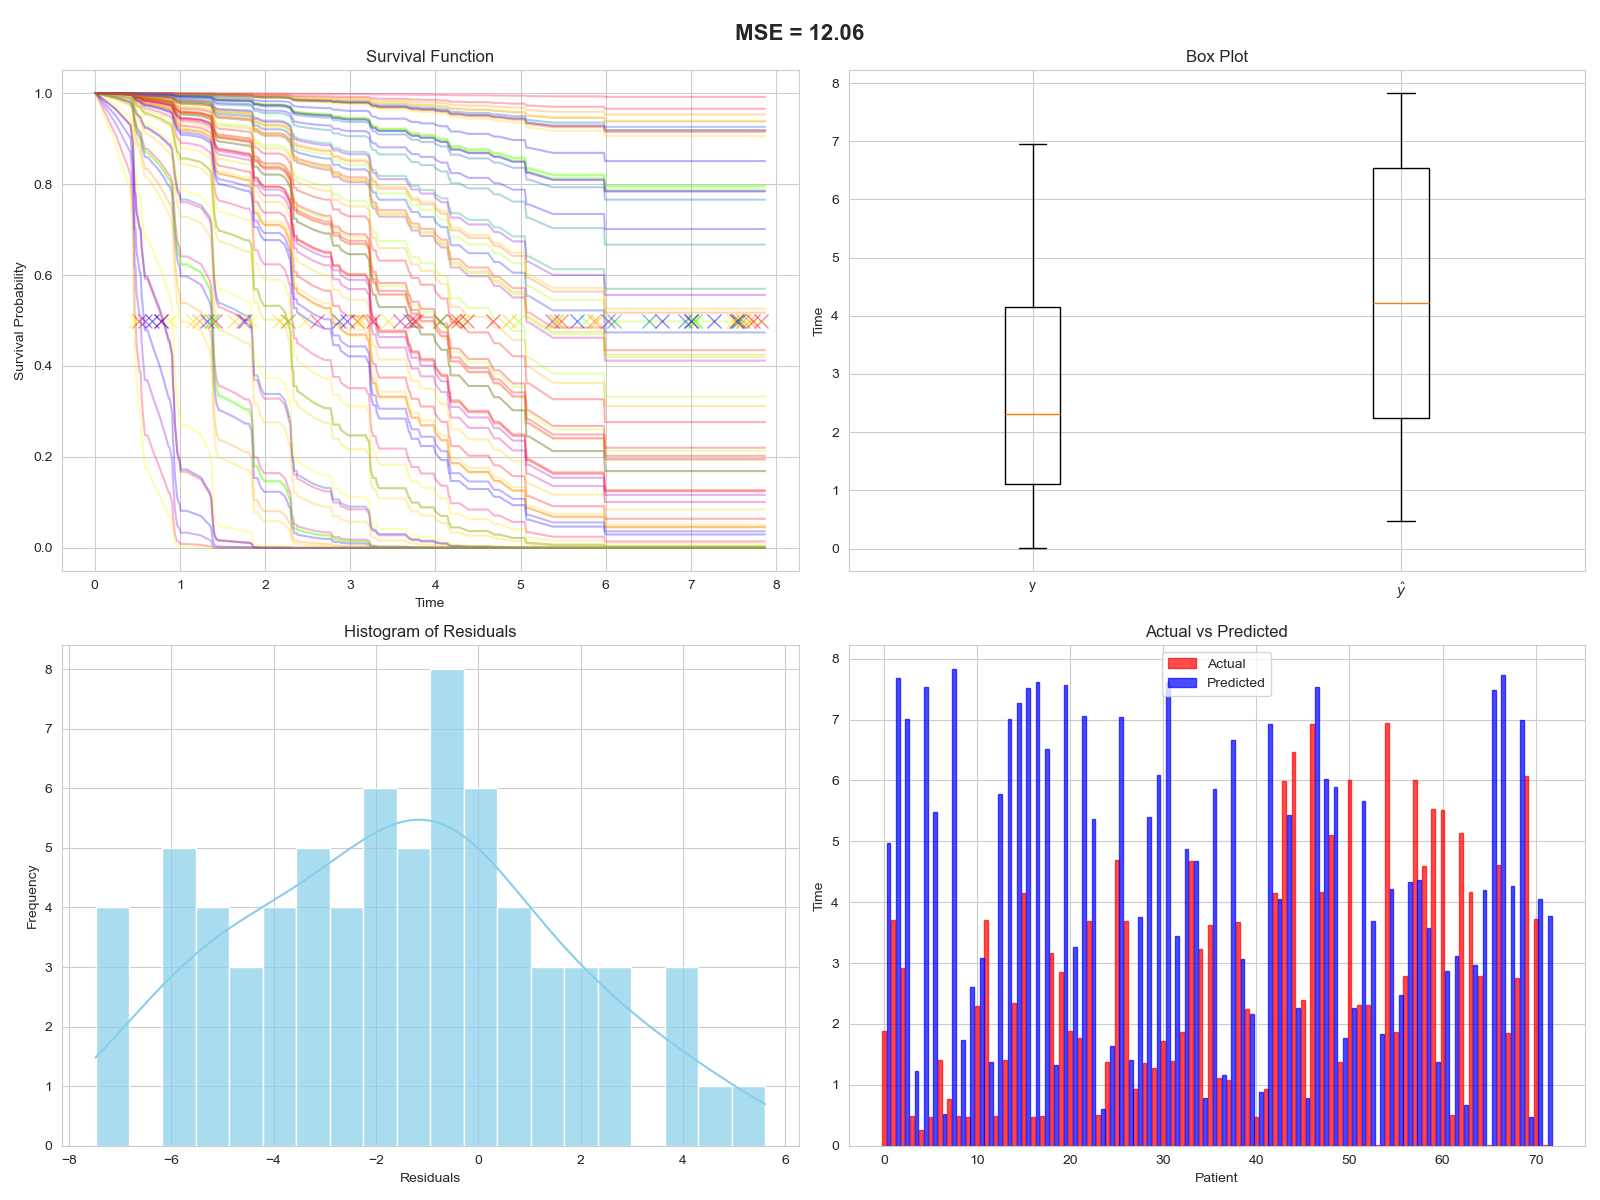 MSE = 12.06
Survival Function
Survival Probability
1.0
0.8
0.6
0.4
0.2
0.0
0 1 2 3 4 5 6 7 8
Time
Box Plot
Time
8
7
6
5
4
3
2
1
0
y ŷ
Histogram of Residuals
Frequency
8
7
6
5
4
3
2
1
0
−8 −6 −4 −2 0 2 4 6
Residuals
Actual vs Predicted
Actual
Predicted
Time
8
7
6
5
4
3
2
1
0
0 10 20 30 40 50 60 70
Patient